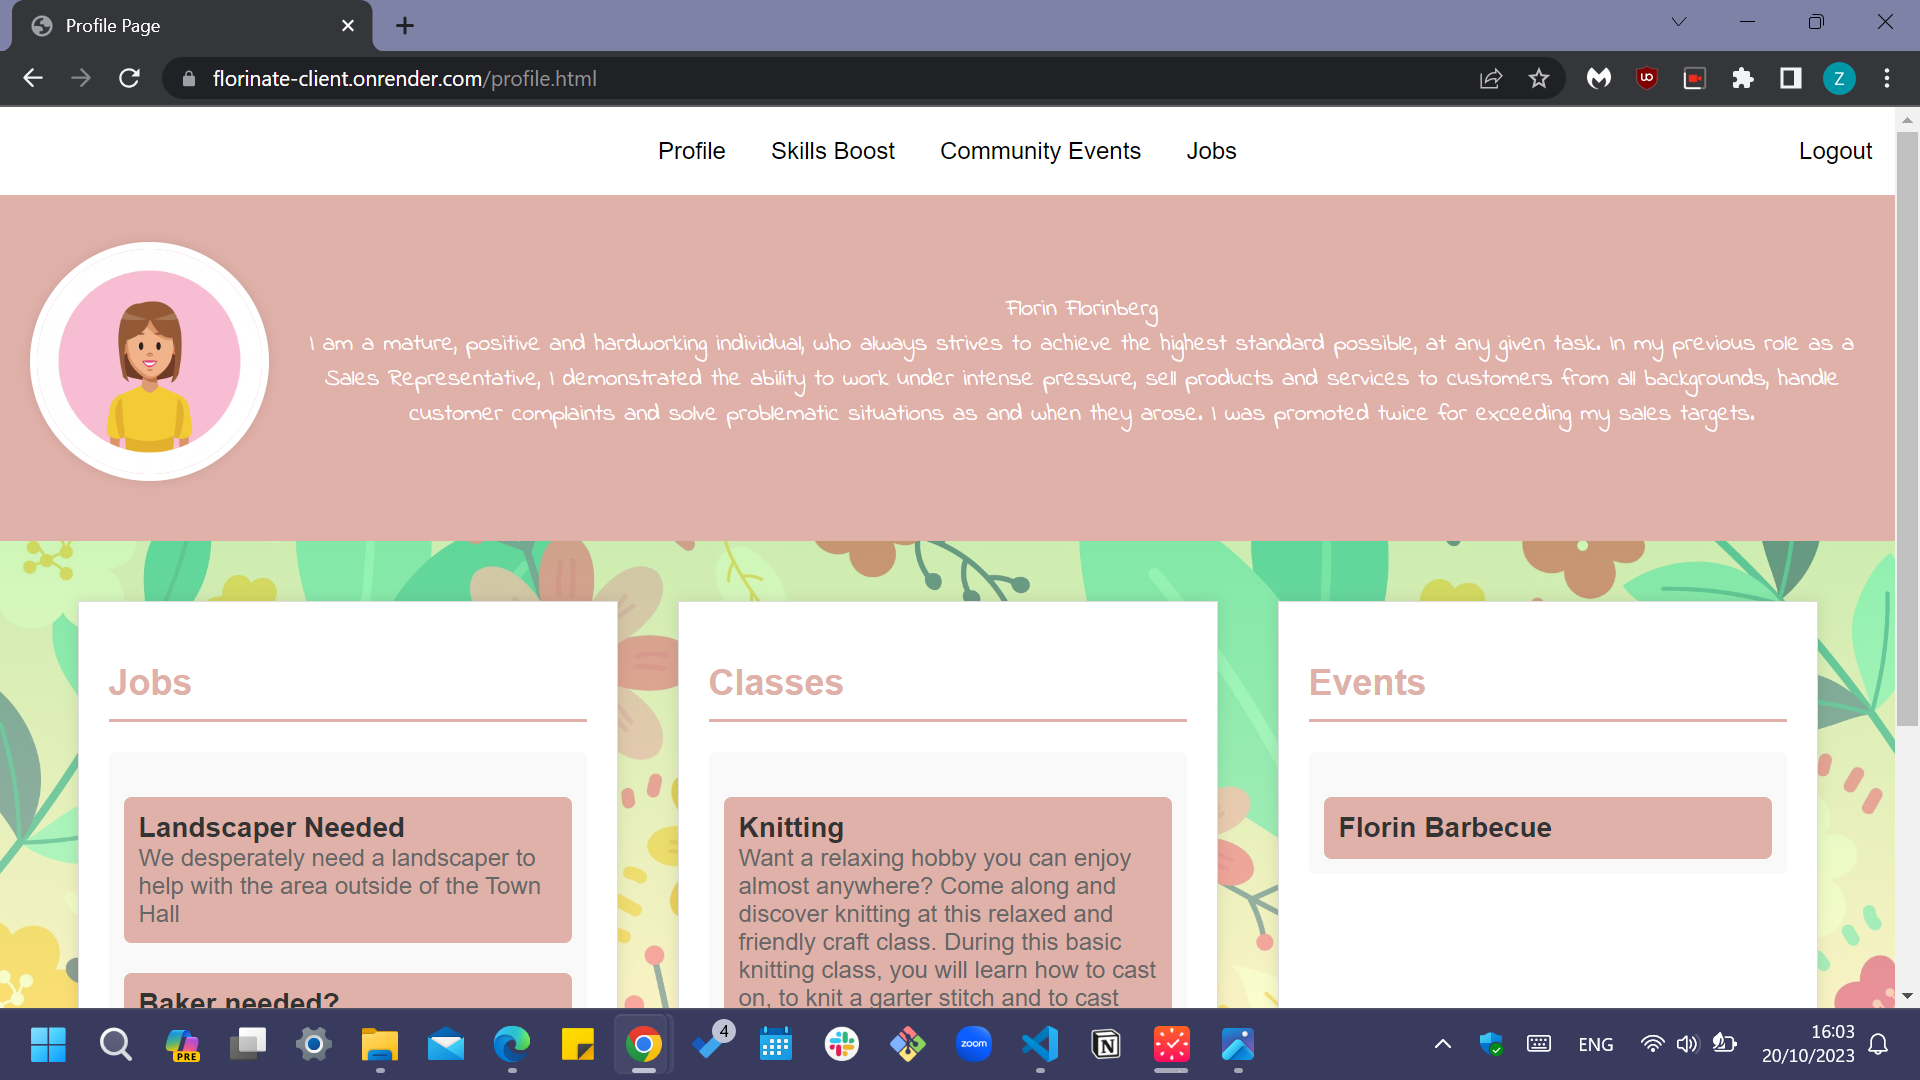 Profile Page
florinate-client.onrender.com/profile.html
Z
Profile
Skills Boost
Community Events
Jobs
Logout
Florin Florinberg
I am a mature, positive and hardworking individual, who always strives to achieve the highest standard possible, at any given task. In my previous role as a
Sales Representative, I demonstrated the ability to work under intense pressure, sell products and services to customers from all backgrounds, handle
customer complaints and solve problematic situations as and when they arose. I was promoted twice for exceeding my sales targets.
Jobs
Landscaper Needed
We desperately need a landscaper to
help with the area outside of the Town
Hall
Baker needed?
Classes
Knitting
Want a relaxing hobby you can enjoy
almost anywhere? Come along and
discover knitting at this relaxed and
friendly craft class. During this basic
knitting class, you will learn how to cast
on, to knit a garter stitch and to cast
Events
Florin Barbecue
PRE
4
zoom
ENG
16:03
20/10/2023